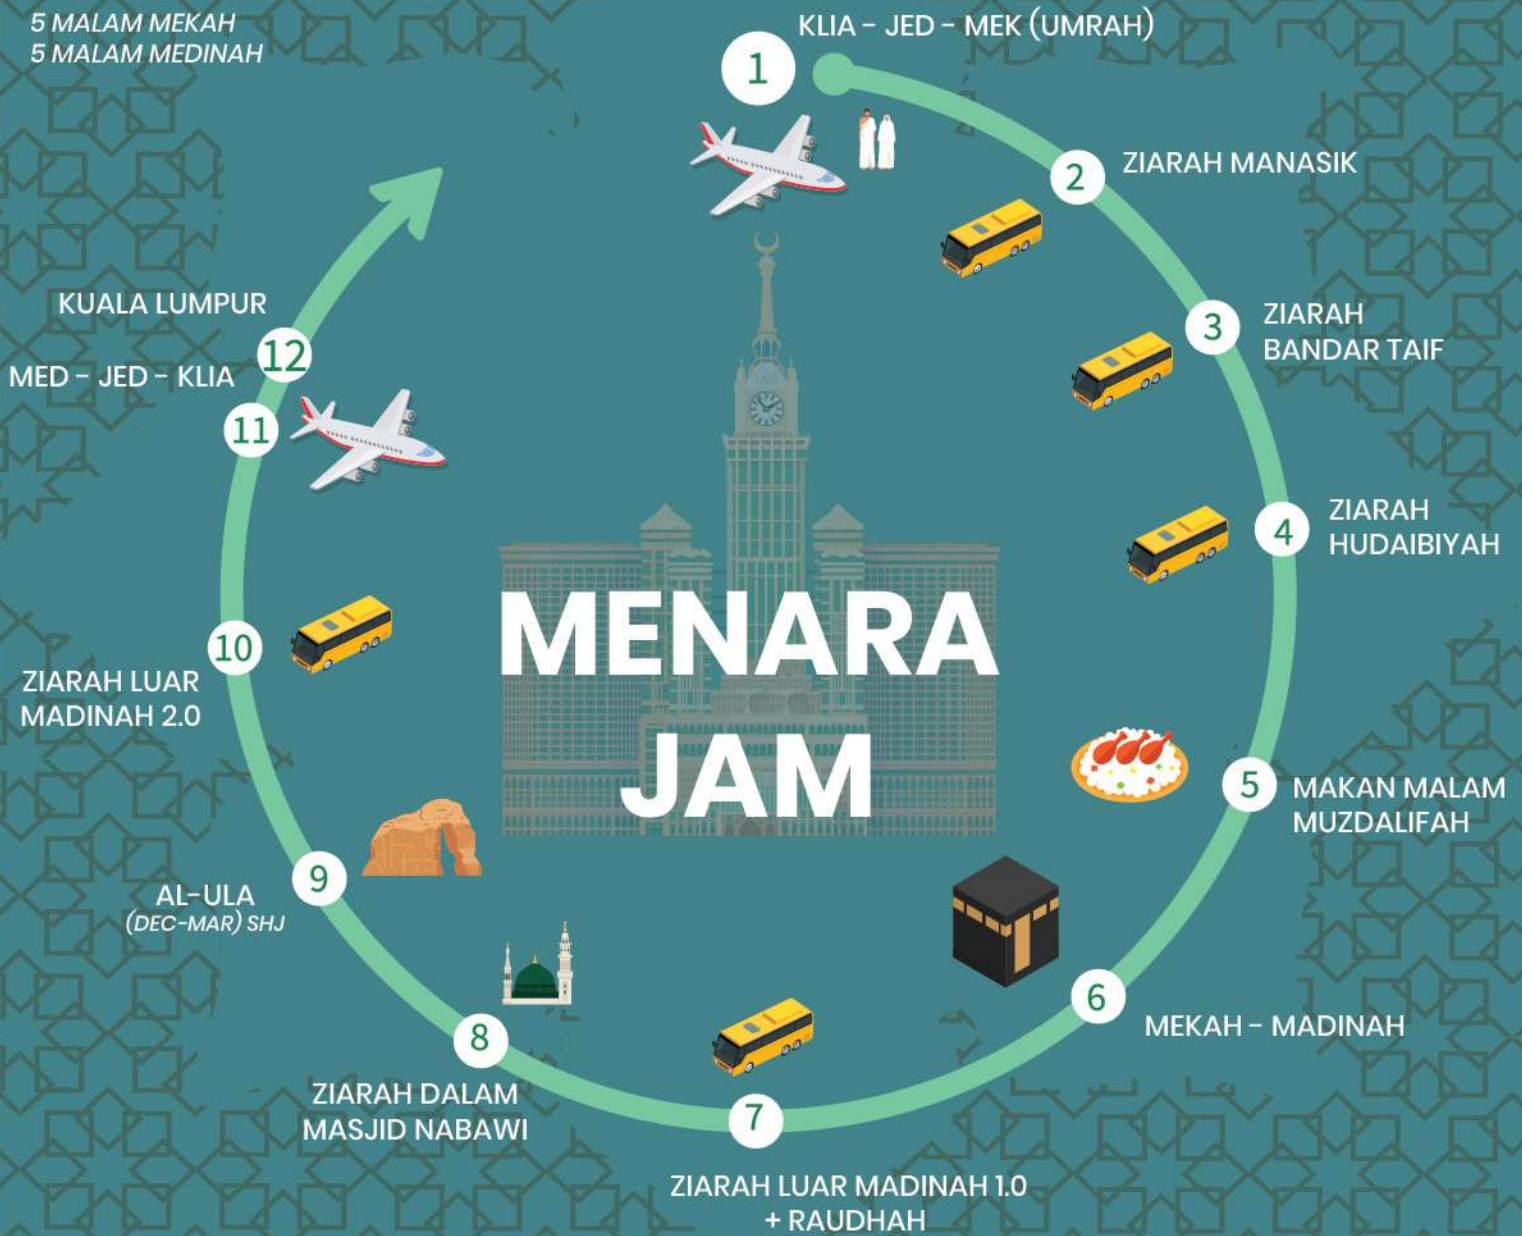 5 MALAM MEKAH
5 MALAM MEDINAH
1
KLIA - JED - MEK (UMRAH)
2
ZIARAH MANASIK
3
ZIARAH
BANDAR TAIF
4
ZIARAH
HUDAIBIYAH
5
MAKAN MALAM
MUZDALIFAH
6
MEKAH - MADINAH
7
ZIARAH LUAR MADINAH 1.0
+ RAUDHAH
8
ZIARAH DALAM
MASJID NABAWI
9
AL-ULA
(DEC-MAR) SHJ
10
ZIARAH LUAR
MADINAH 2.0
11
MED - JED - KLIA
12
KUALA LUMPUR
MENARA
JAM